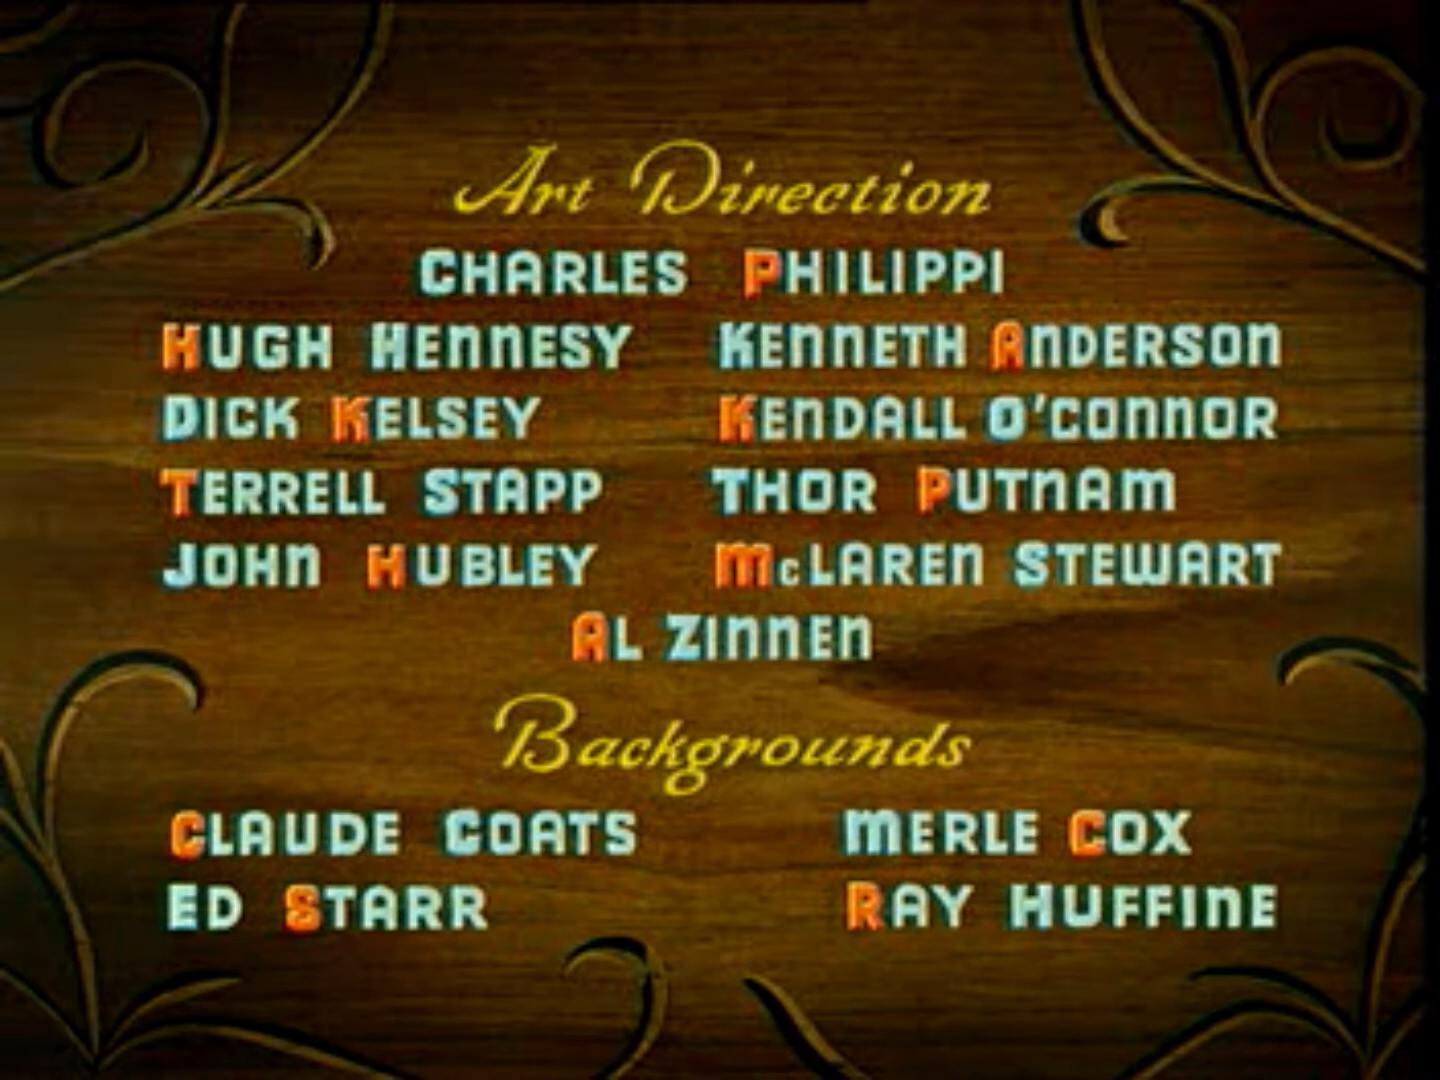 Art Direction
CHARLES PHILIPPI
HUGH HENNESY KENNETH ANDERSON
DICK KELSEY KENDALL O'CONNOR
TERRELL STAPP THOR PUTNAM
JOHN HUBLEY McLAREN STEWART
AL ZINNEN
Backgrounds
CLAUDE COATS MERLE COX
ED STARR RAY HUFFINE